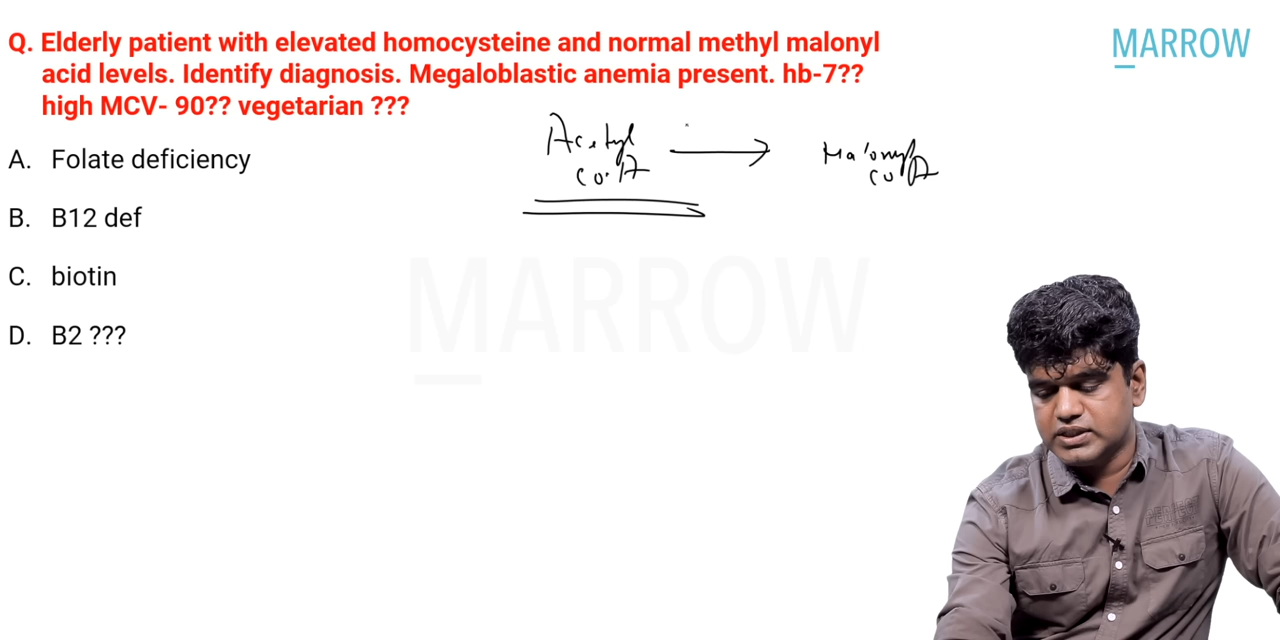 Q. Elderly patient with elevated homocysteine and normal methyl malonyl
acid levels. Identify diagnosis. Megaloblastic anemia present. hb-7??
high MCV- 90?? vegetarian ???
MARROW
A. Folate deficiency
B. B12 def
C. biotin
D. B2 ???
Acetyl
CoA
Malonyl
CoA
MARROW